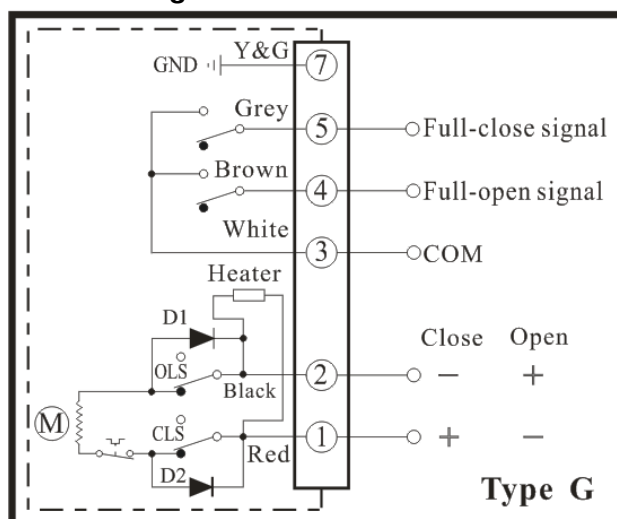 Y&G
GND
7
Grey
5
Full-close signal
Brown
4
Full-open signal
White
3
COM
Heater
D1
Close Open
OLS
Black
2
− +
M
CLS
Red
1
+ −
D2
Type G